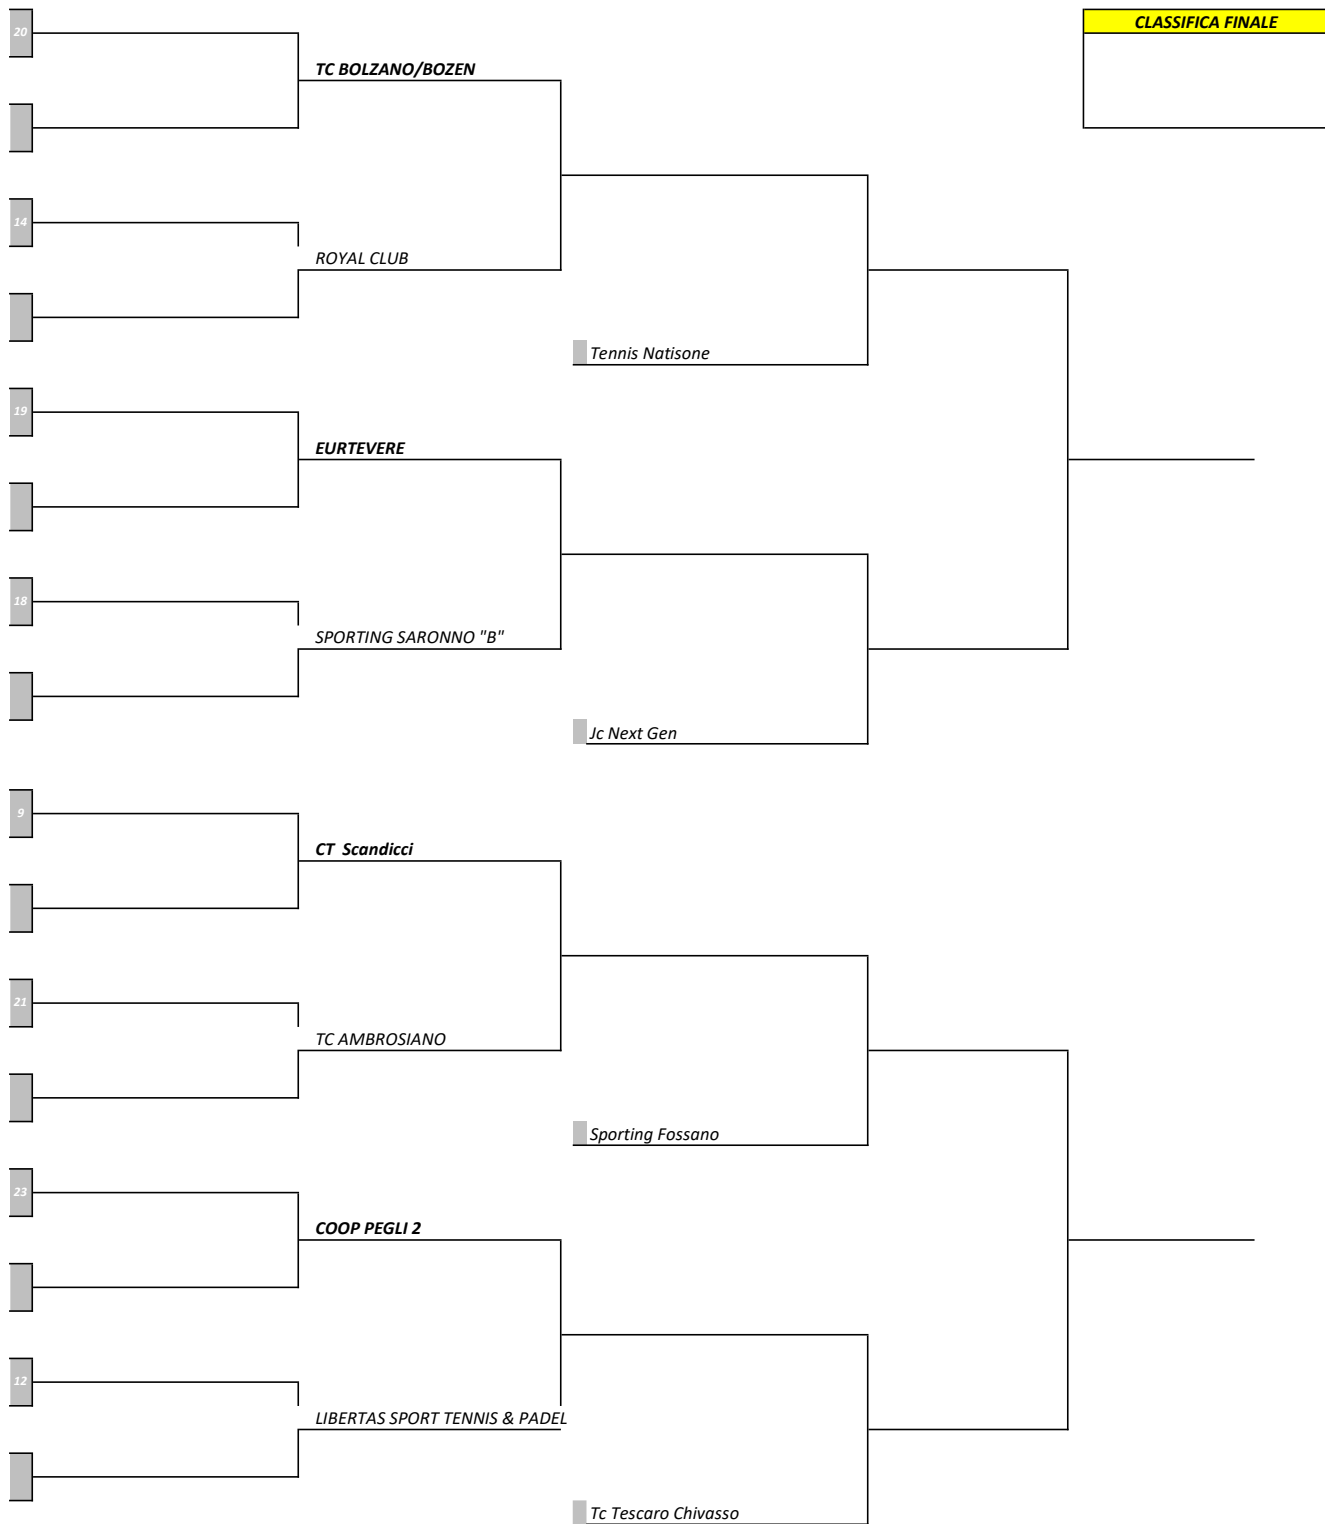 20
CLASSIFICA FINALE
TC BOLZANO/BOZEN
14
ROYAL CLUB
Tennis Natisone
19
EURTEVERE
18
SPORTING SARONNO "B"
Jc Next Gen
9
CT  Scandicci
21
TC AMBROSIANO
Sporting Fossano
23
COOP PEGLI 2
12
LIBERTAS SPORT TENNIS & PADEL
Tc Tescaro Chivasso